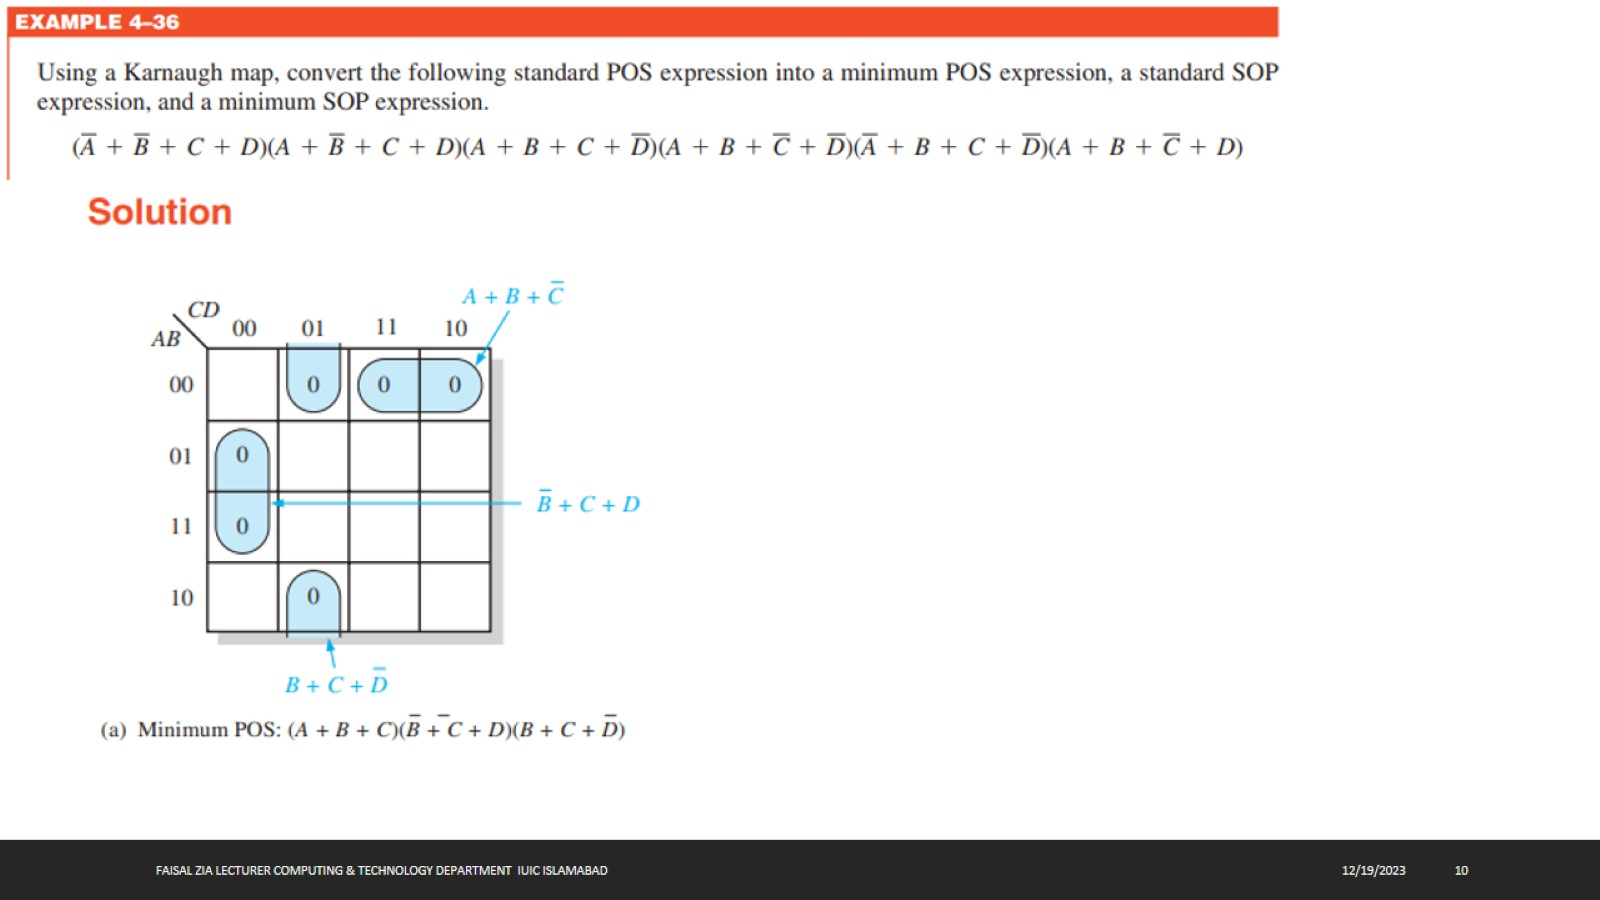 EXAMPLE 4–36
Using a Karnaugh map, convert the following standard POS expression into a minimum POS expression, a standard SOP
expression, and a minimum SOP expression.
(A̅ + B̅ + C + D)(A + B̅ + C + D)(A + B + C + D̅)(A + B + C̅ + D̅)(A̅ + B + C + D̅)(A + B + C̅ + D)
Solution
A + B + C̅
CD
AB
00 01 11 10
00 0 0 0
01 0
B̅ + C + D
11 0
10 0
B + C + D̅
(a) Minimum POS: (A + B + C)(B̅ +̅ C + D)(B + C + D̅)
FAISAL ZIA LECTURER COMPUTING & TECHNOLOGY DEPARTMENT IUIC ISLAMABAD 12/19/2023 10